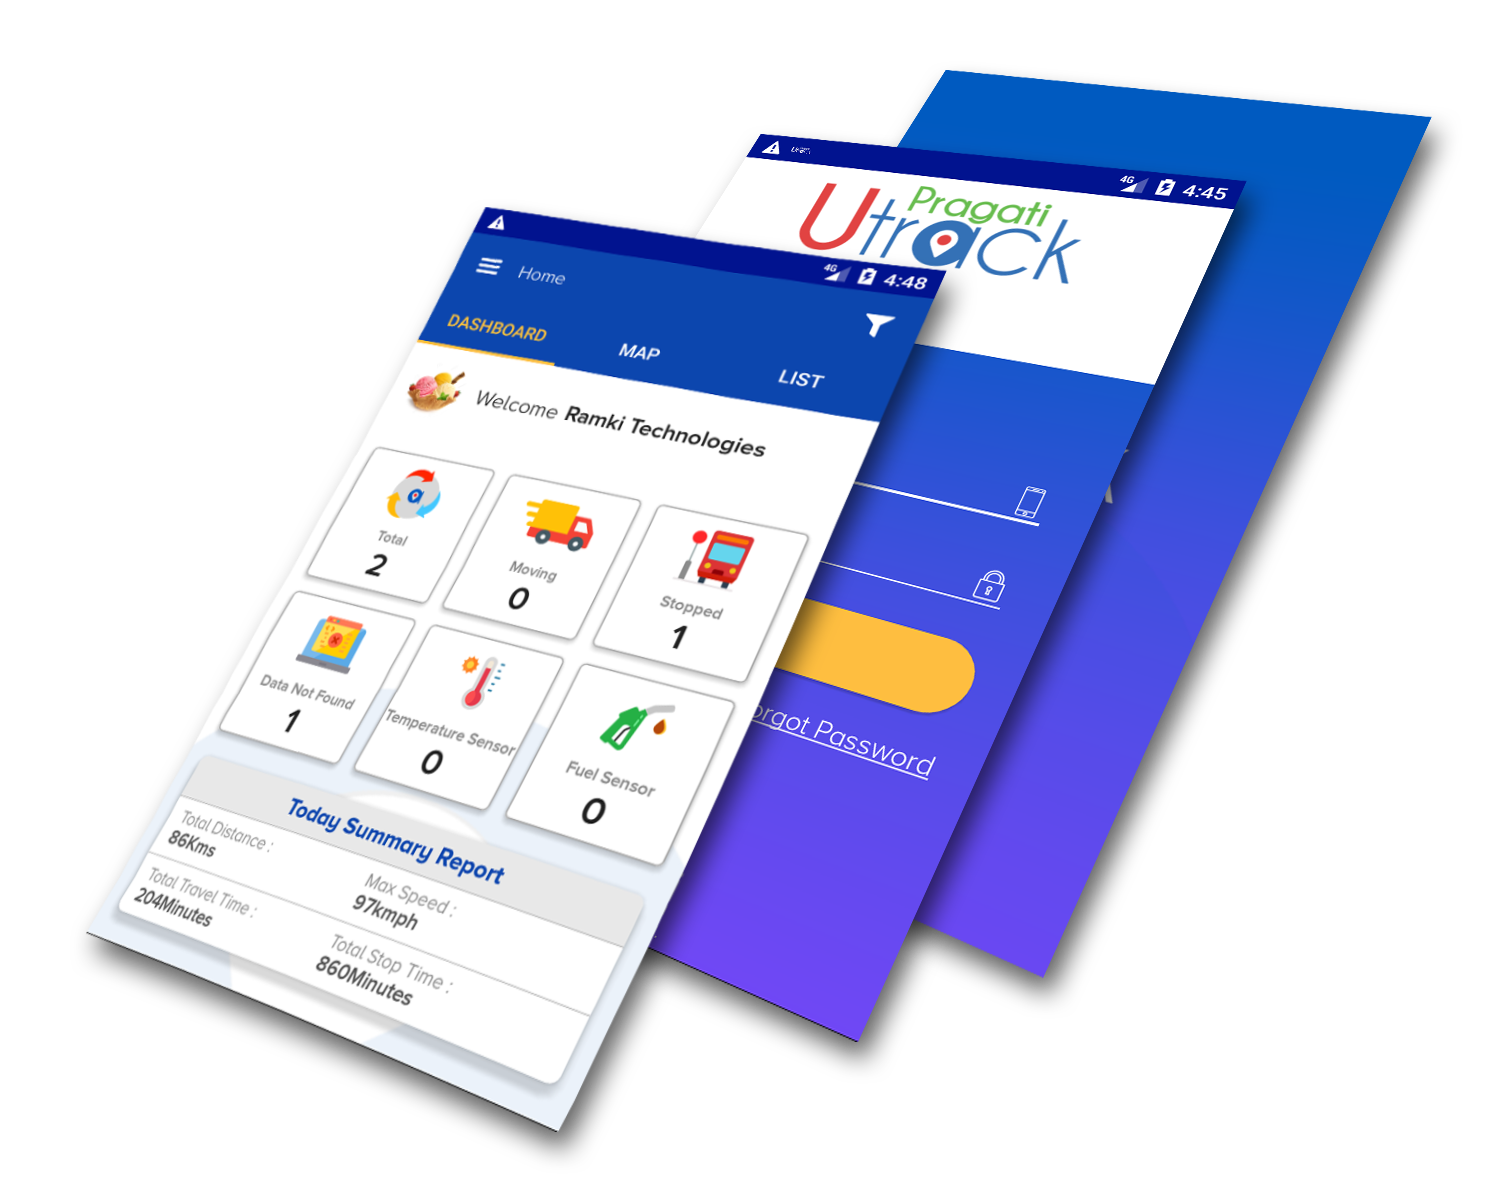 4G 4:48
Home
DASHBOARD MAP LIST
Welcome Ramki Technologies
Total
2
Moving
0
Stopped
1
Data Not Found
1
Temperature Sensor
0
Fuel Sensor
0
Today Summary Report
Total Distance :
86Kms
Max Speed :
97kmph
Total Travel Time :
204Minutes
Total Stop Time :
860Minutes
4G 4:45
Pragati
Utrack
orgot Password